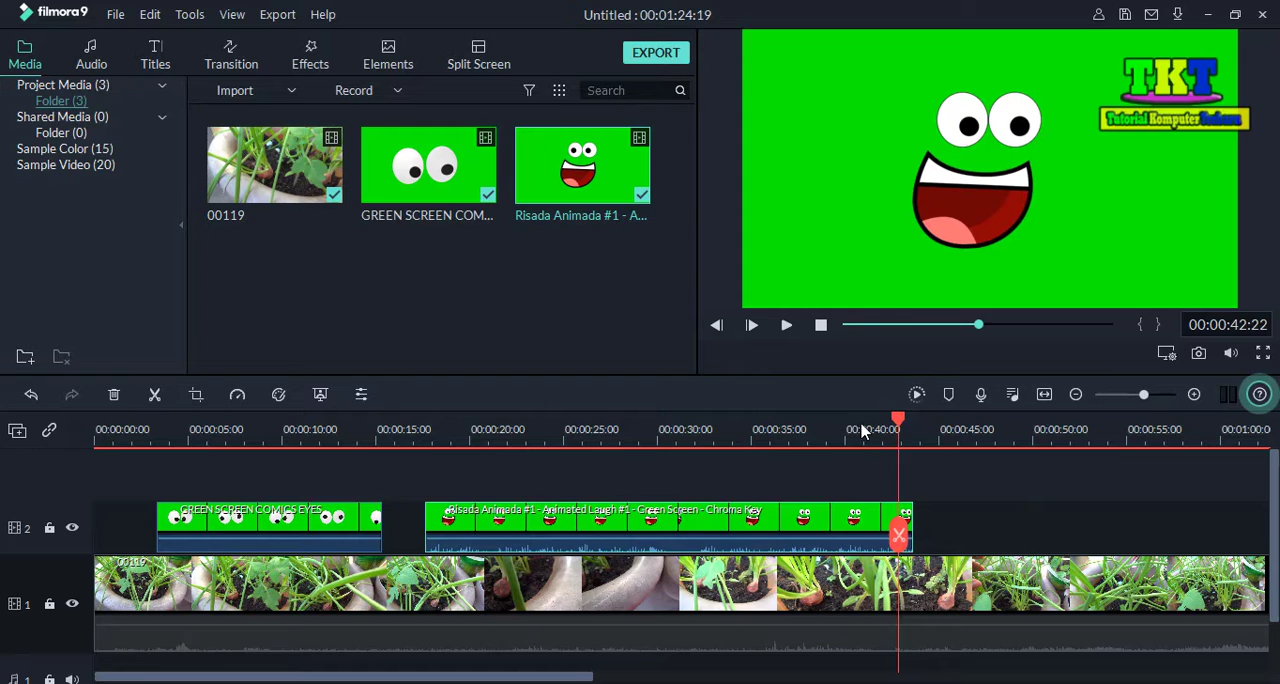 filmora9 File Edit Tools View Export Help Untitled : 00:01:24:19
Media Audio Titles Transition Effects Elements Split Screen EXPORT
Project Media (3)
Folder (3)
Shared Media (0)
Folder (0)
Sample Color (15)
Sample Video (20)
Import Record Search
00119 GREEN SCREEN COM... Risada Animada #1 - A...
TKT
Tutorial Komputer
00:00:42:22
00:00:00:00 00:00:05:00 00:00:10:00 00:00:15:00 00:00:20:00 00:00:25:00 00:00:30:00 00:00:35:00 00:00:40:00 00:00:45:00 00:00:50:00 00:00:55:00 00:01:00:0
2 GREEN SCREEN COMICS EYES Risada Animada #1 - Animated Laugh #1 - Green Screen - Chroma Key
1 00119
1